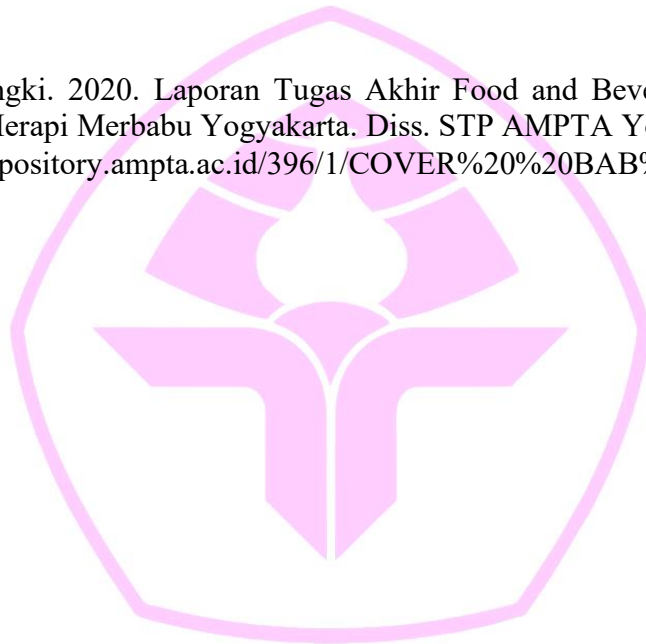 ngki. 2020. Laporan Tugas Akhir Food and Beve
Merapi Merbabu Yogyakarta. Diss. STP AMPTA Yo
pository.ampta.ac.id/396/1/COVER%20%20BAB%